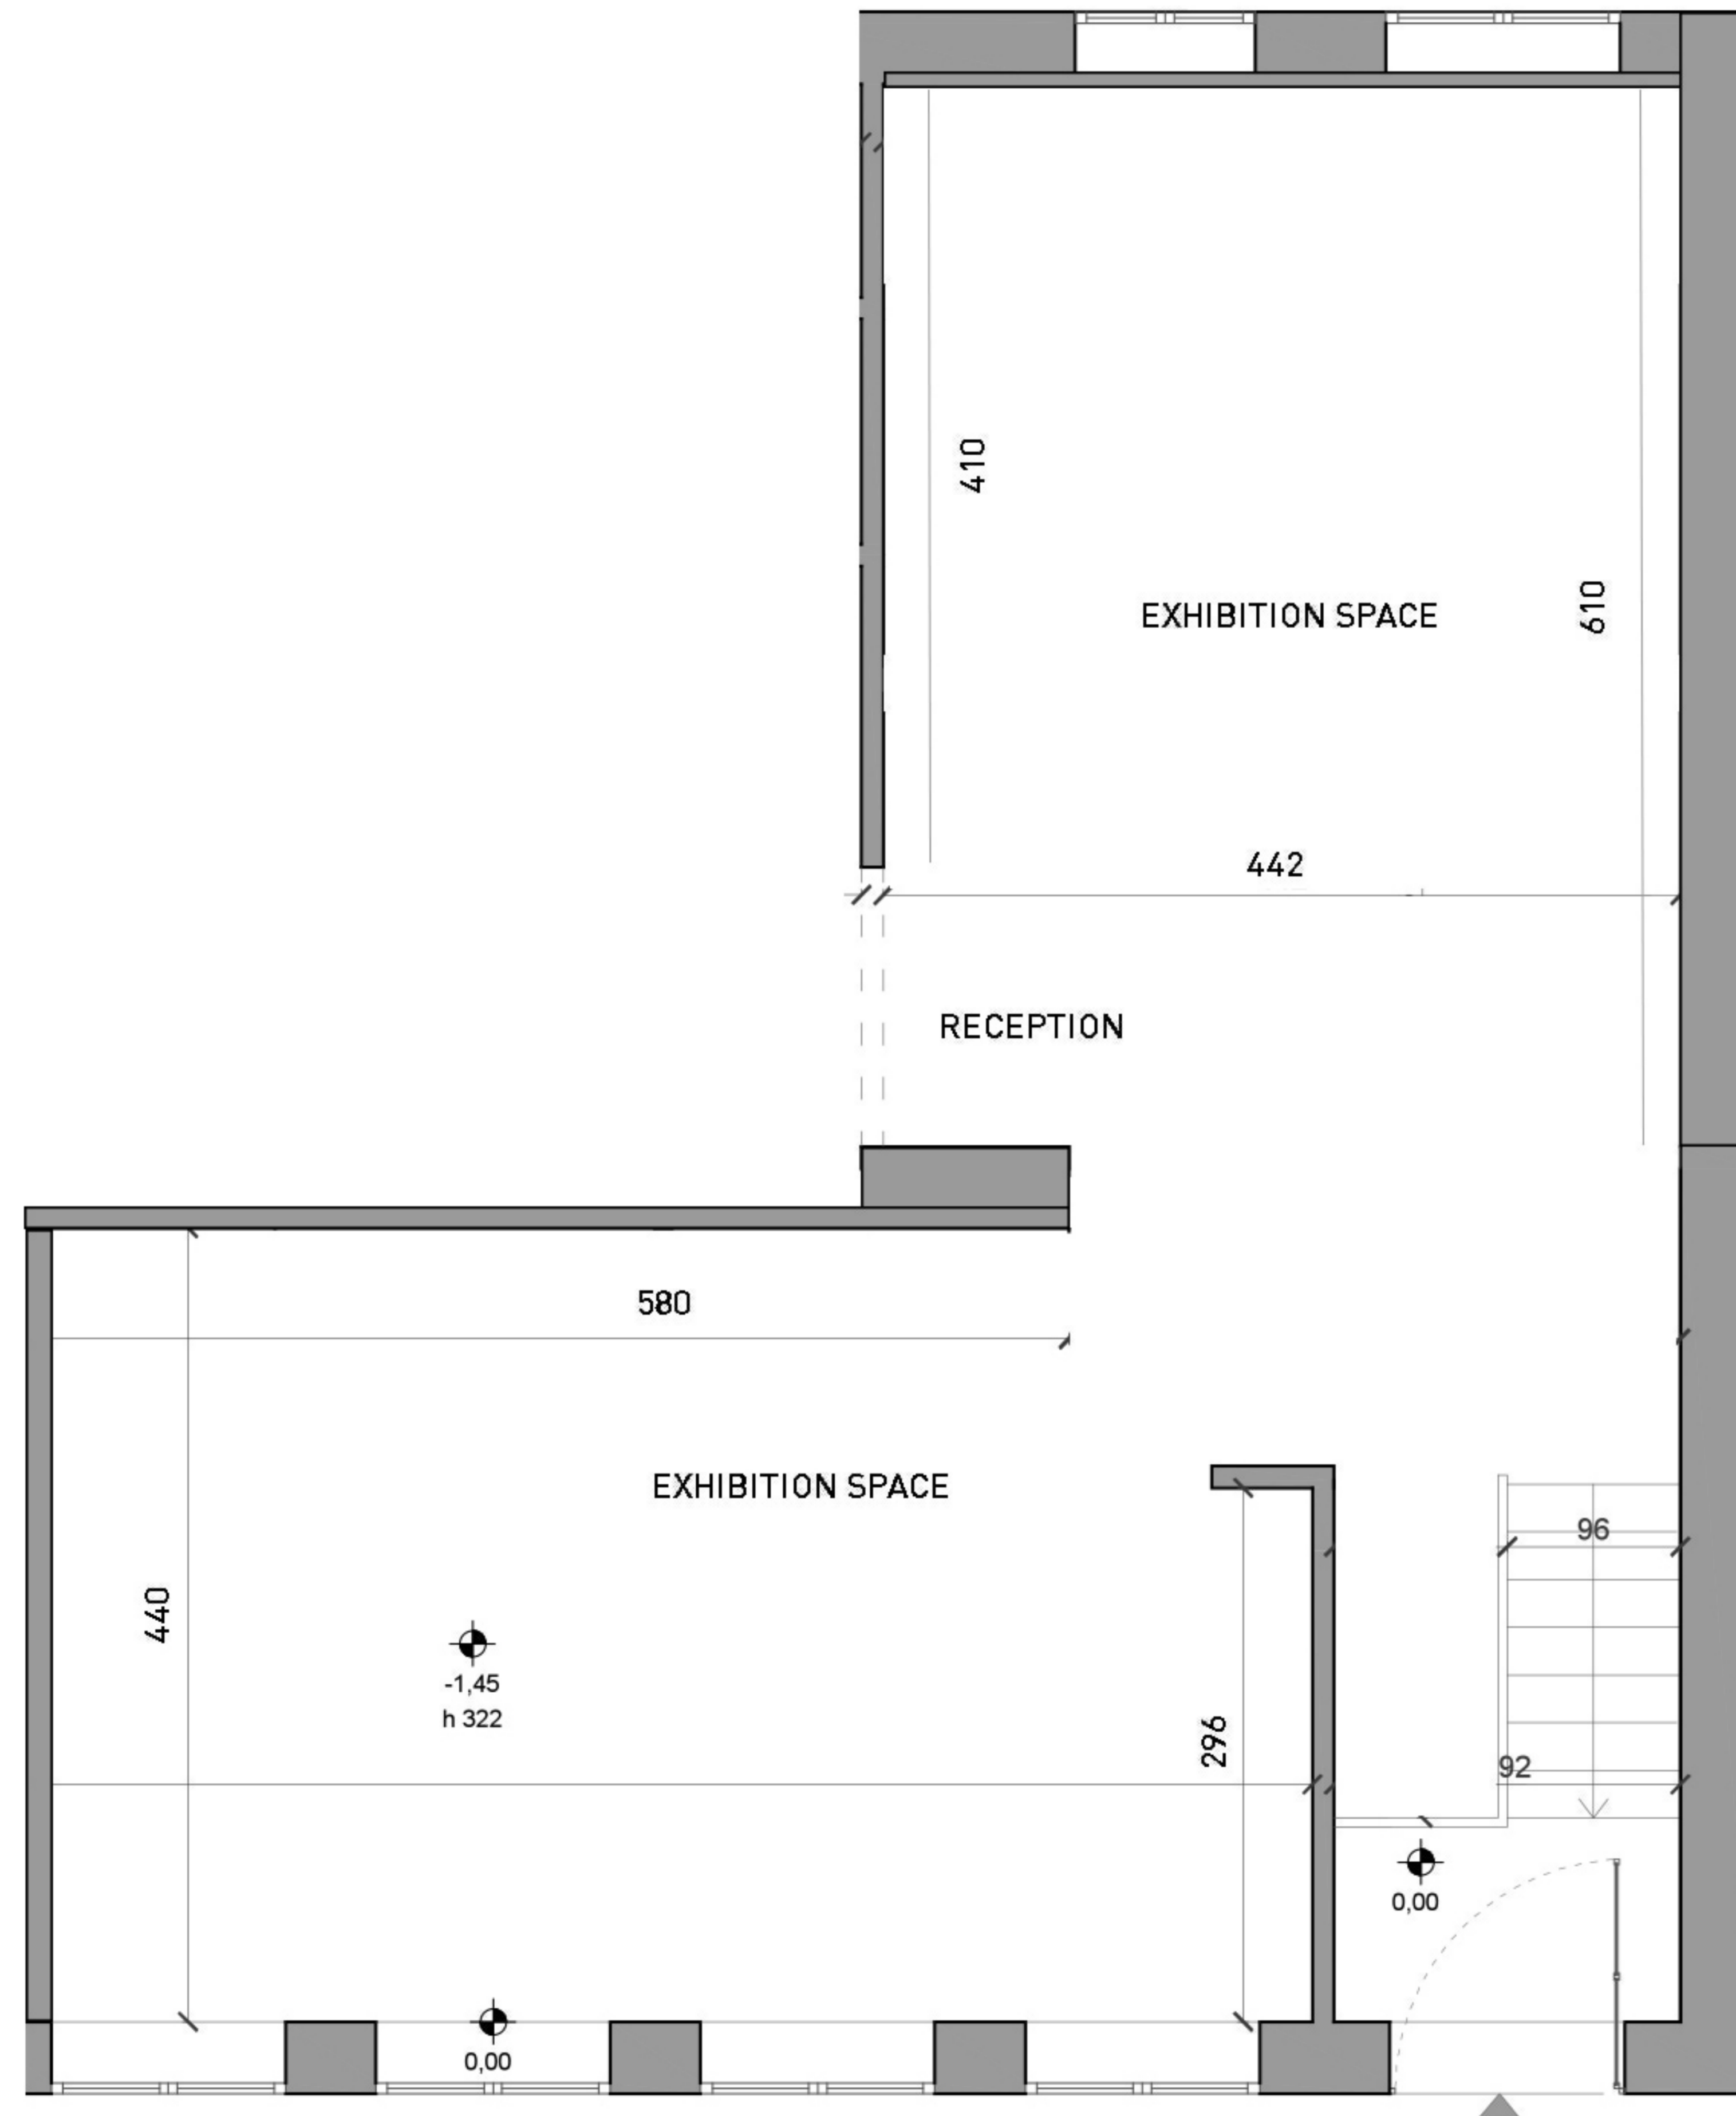 410
EXHIBITION SPACE
610
442
RECEPTION
580
EXHIBITION SPACE
96
440
-1,45
h 322
296
92
0,00
0,00